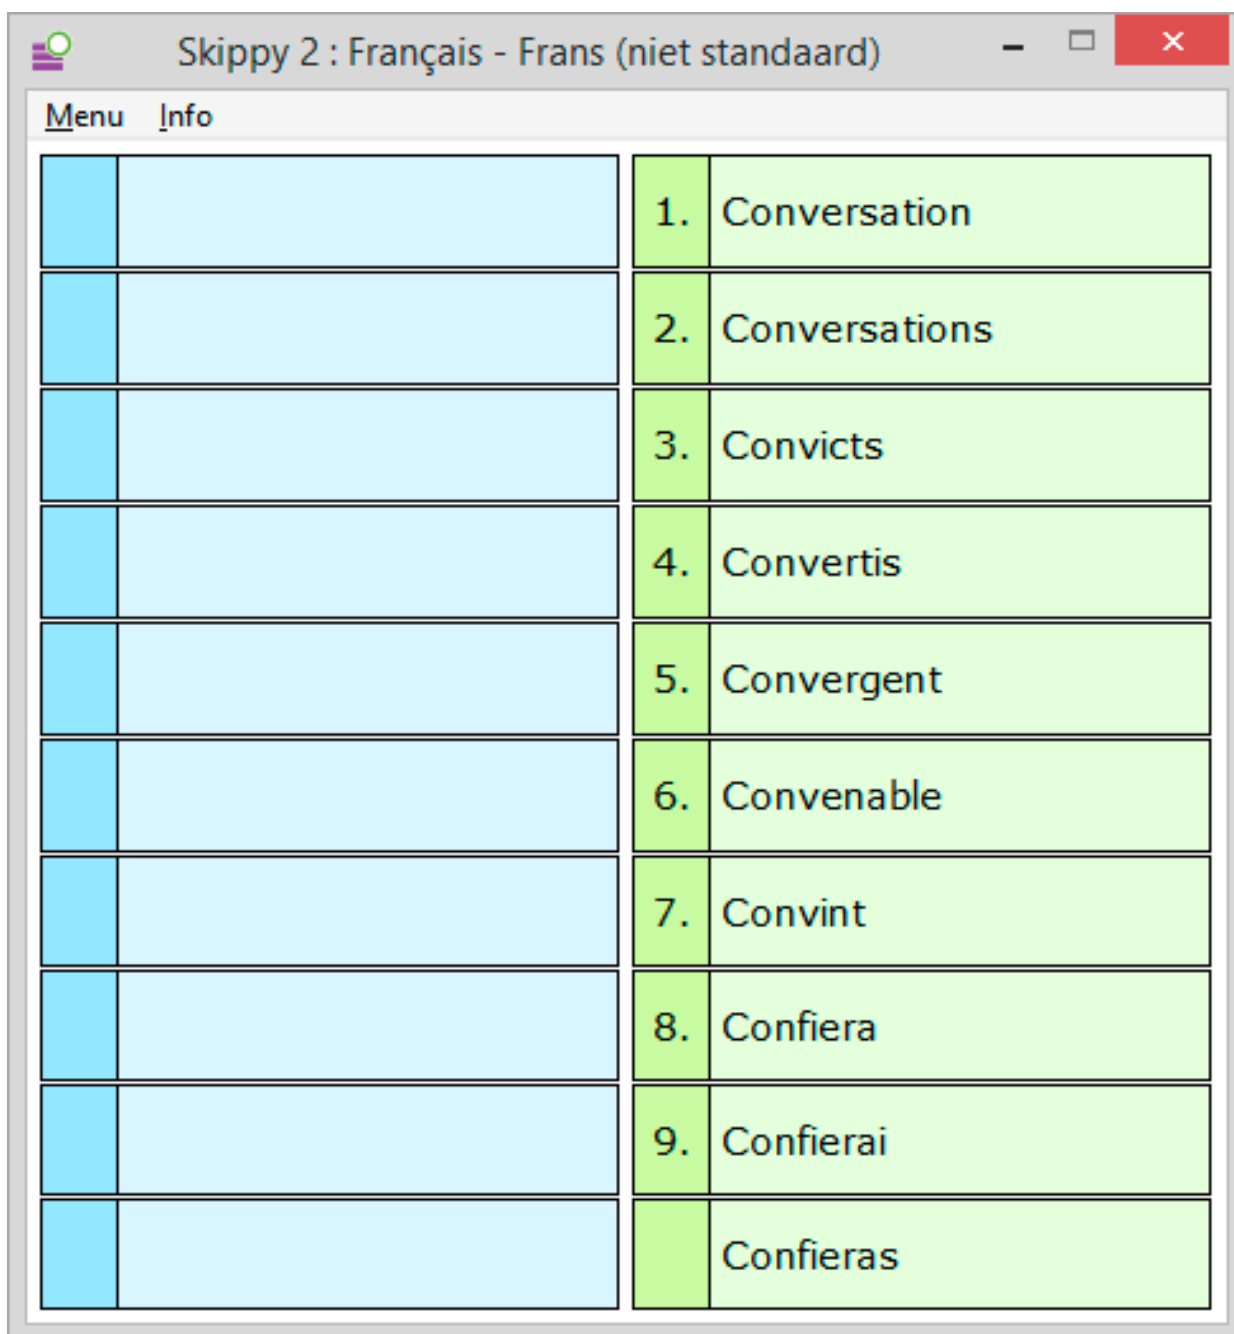 Skippy 2 : Français - Frans (niet standaard)
Menu Info
1. Conversation
2. Conversations
3. Convicts
4. Convertis
5. Convergent
6. Convenable
7. Convint
8. Confiera
9. Confierai
Confieras